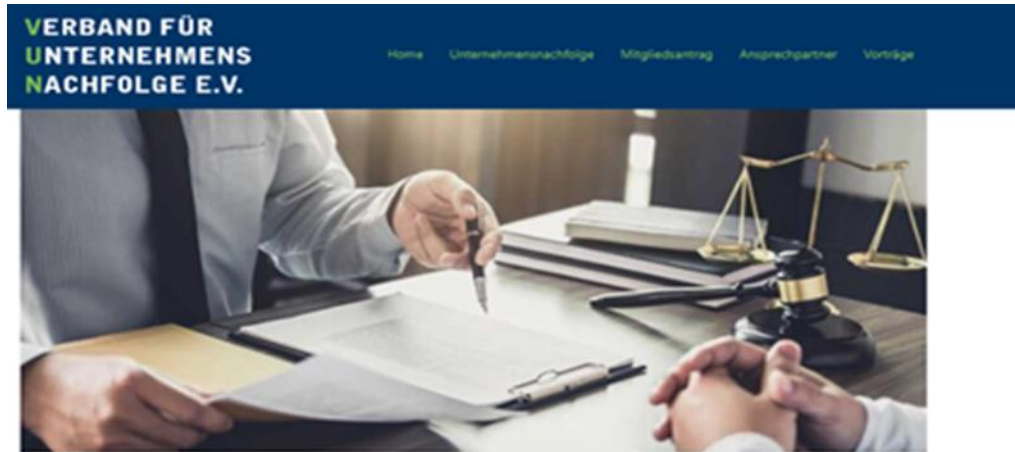 VERBAND FÜR
UNTERNEHMENS
NACHFOLGE E.V.
Home Unternehmensnachfolge Mitgliedsantrag Ansprechpartner Vorträge